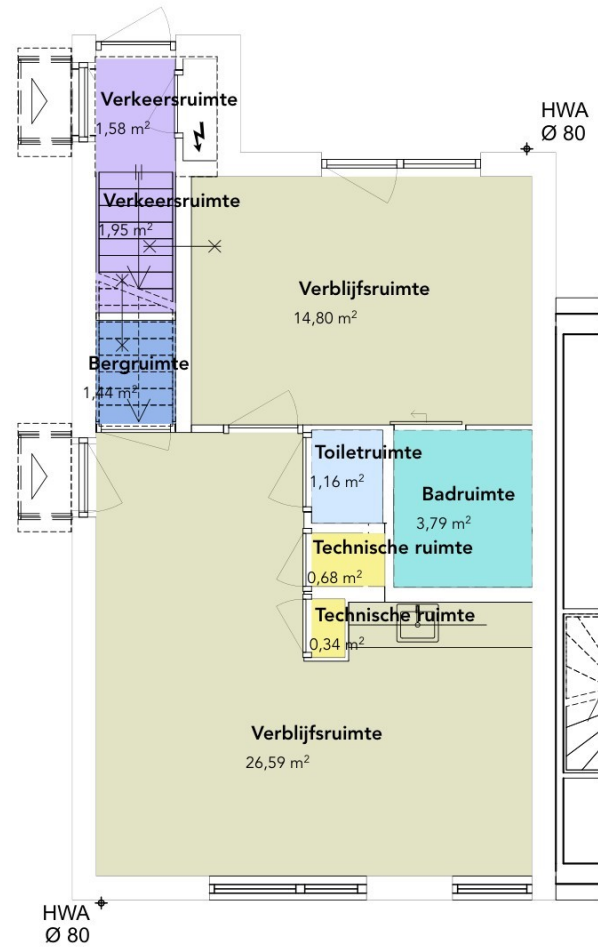 Verkeersruimte
1,58 m²
HWA
Ø 80
Verkeersruimte
1,95 m²
Verblijfsruimte
14,80 m²
Bergruimte
1,44 m²
Toiletruimte
1,16 m²
Badruimte
3,79 m²
Technische ruimte
0,68 m²
Technische ruimte
0,34 m²
Verblijfsruimte
26,59 m²
HWA
Ø 80